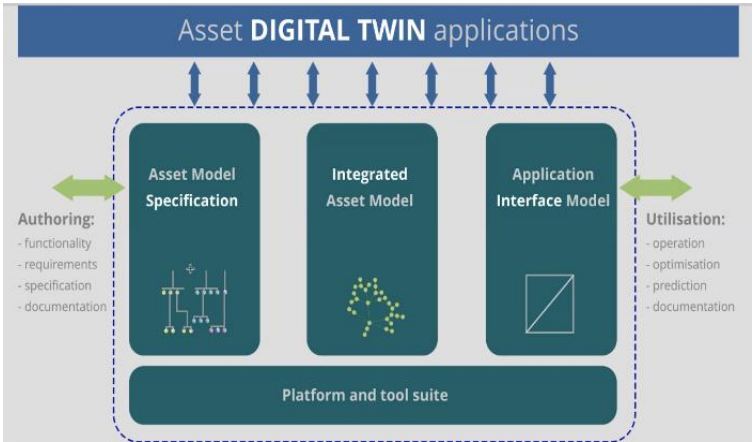 Asset DIGITAL TWIN applications
Asset Model
Specification
Integrated
Asset Model
Application
Interface Model
Authoring:
- functionality
- requirements
- specification
- documentation
Utilisation:
- operation
- optimisation
- prediction
- documentation
Platform and tool suite